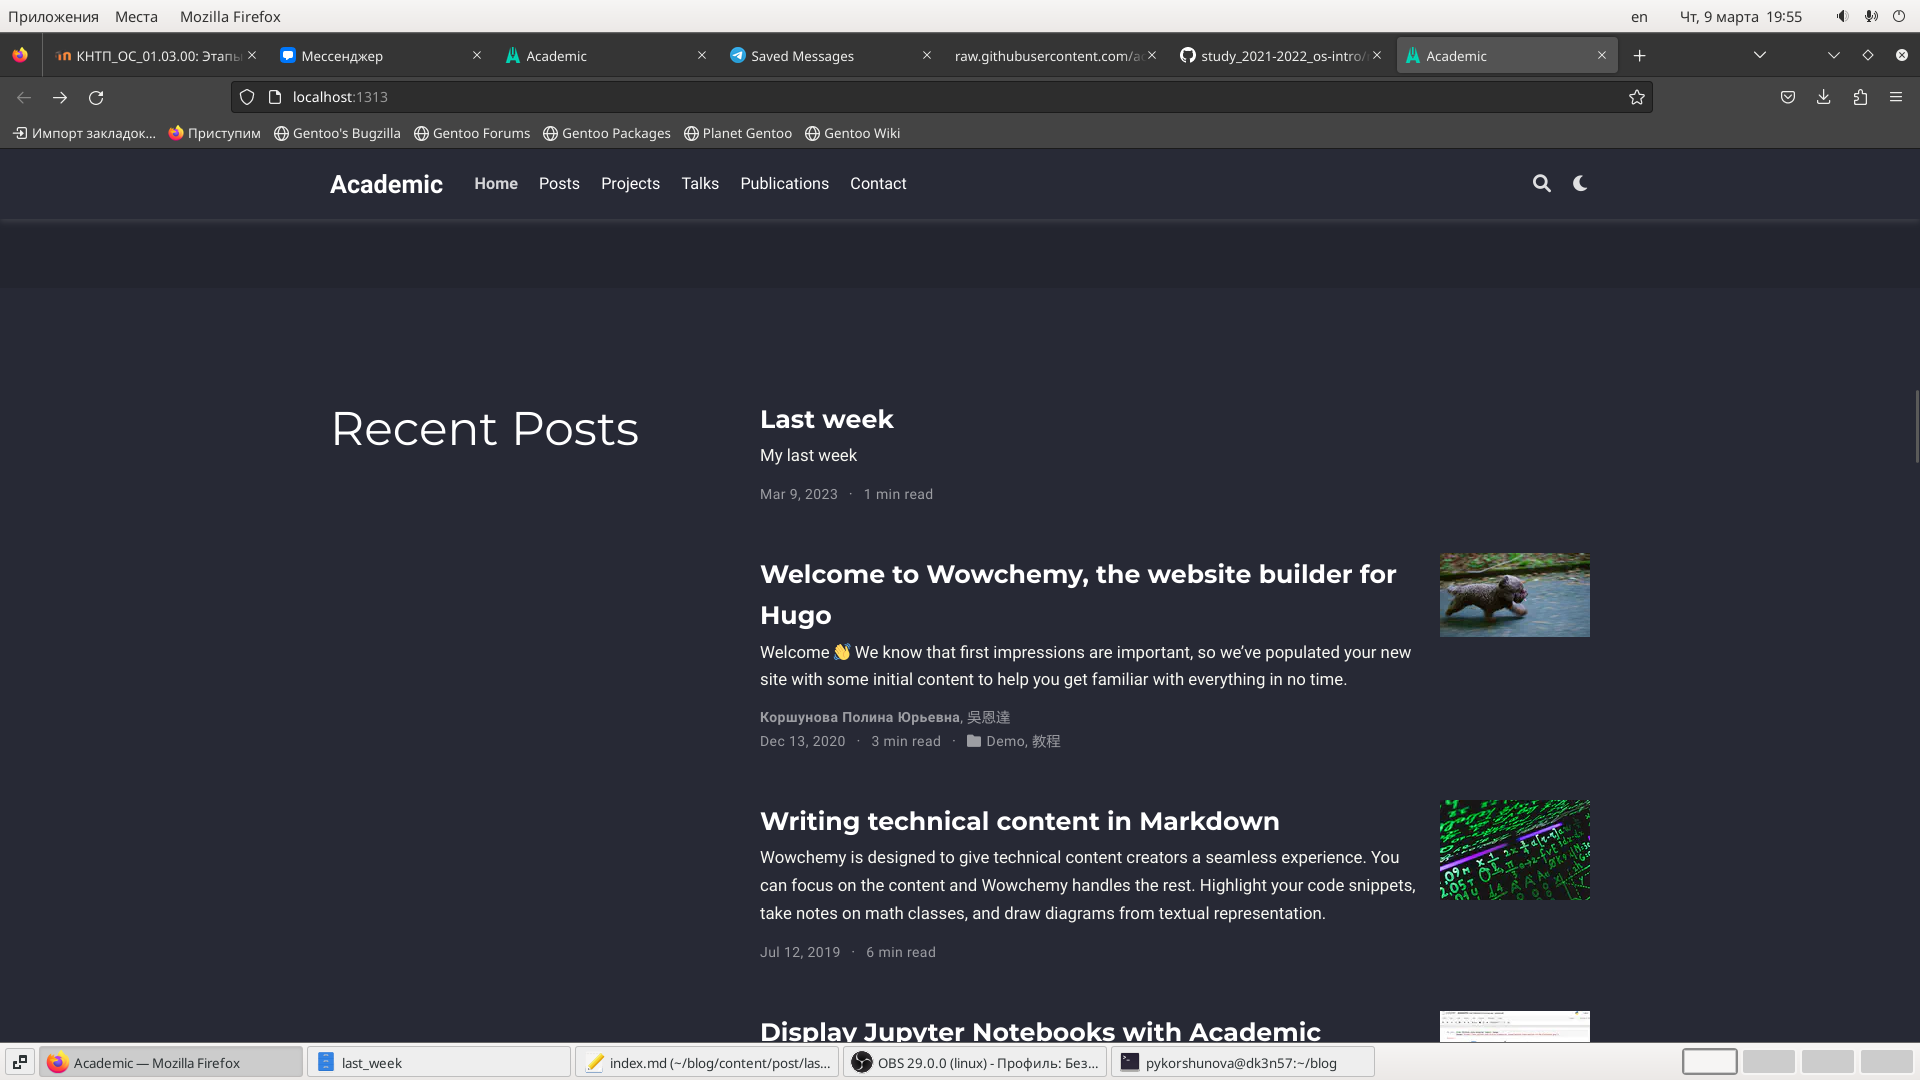 Приложения Места Mozilla Firefox en Чт, 9 марта 19:55
КНТП_ОС_01.03.00: Этапы Мессенджер Academic Saved Messages raw.githubusercontent.com/ac study_2021-2022_os-intro/ Academic
localhost:1313
Импорт закладок... Приступим Gentoo's Bugzilla Gentoo Forums Gentoo Packages Planet Gentoo Gentoo Wiki
Academic Home Posts Projects Talks Publications Contact
Recent Posts
Last week
My last week
Mar 9, 2023 · 1 min read
Welcome to Wowchemy, the website builder for
Hugo
Welcome 👋 We know that first impressions are important, so we’ve populated your new
site with some initial content to help you get familiar with everything in no time.
Коршунова Полина Юрьевна, 吳恩達
Dec 13, 2020 · 3 min read · Demo, 教程
Writing technical content in Markdown
Wowchemy is designed to give technical content creators a seamless experience. You
can focus on the content and Wowchemy handles the rest. Highlight your code snippets,
take notes on math classes, and draw diagrams from textual representation.
Jul 12, 2019 · 6 min read
Display Jupyter Notebooks with Academic
Academic — Mozilla Firefox last_week index.md (~/blog/content/post/las... OBS 29.0.0 (linux) - Профиль: Без... pykorshunova@dk3n57:~/blog